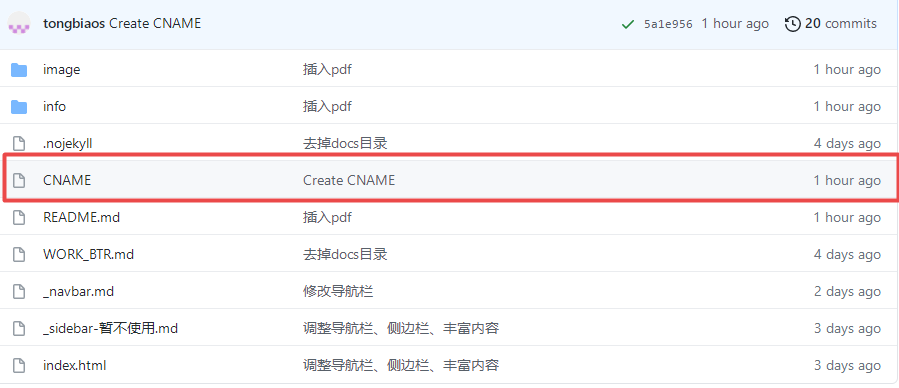 tongbiaos Create CNAME 5a1e956 1 hour ago 20 commits
image 插入pdf 1 hour ago
info 插入pdf 1 hour ago
.nojekyll 去掉docs目录 4 days ago
CNAME Create CNAME 1 hour ago
README.md 插入pdf 1 hour ago
WORK_BTR.md 去掉docs目录 4 days ago
_navbar.md 修改导航栏 2 days ago
_sidebar-暂不使用.md 调整导航栏、侧边栏、丰富内容 3 days ago
index.html 调整导航栏、侧边栏、丰富内容 3 days ago